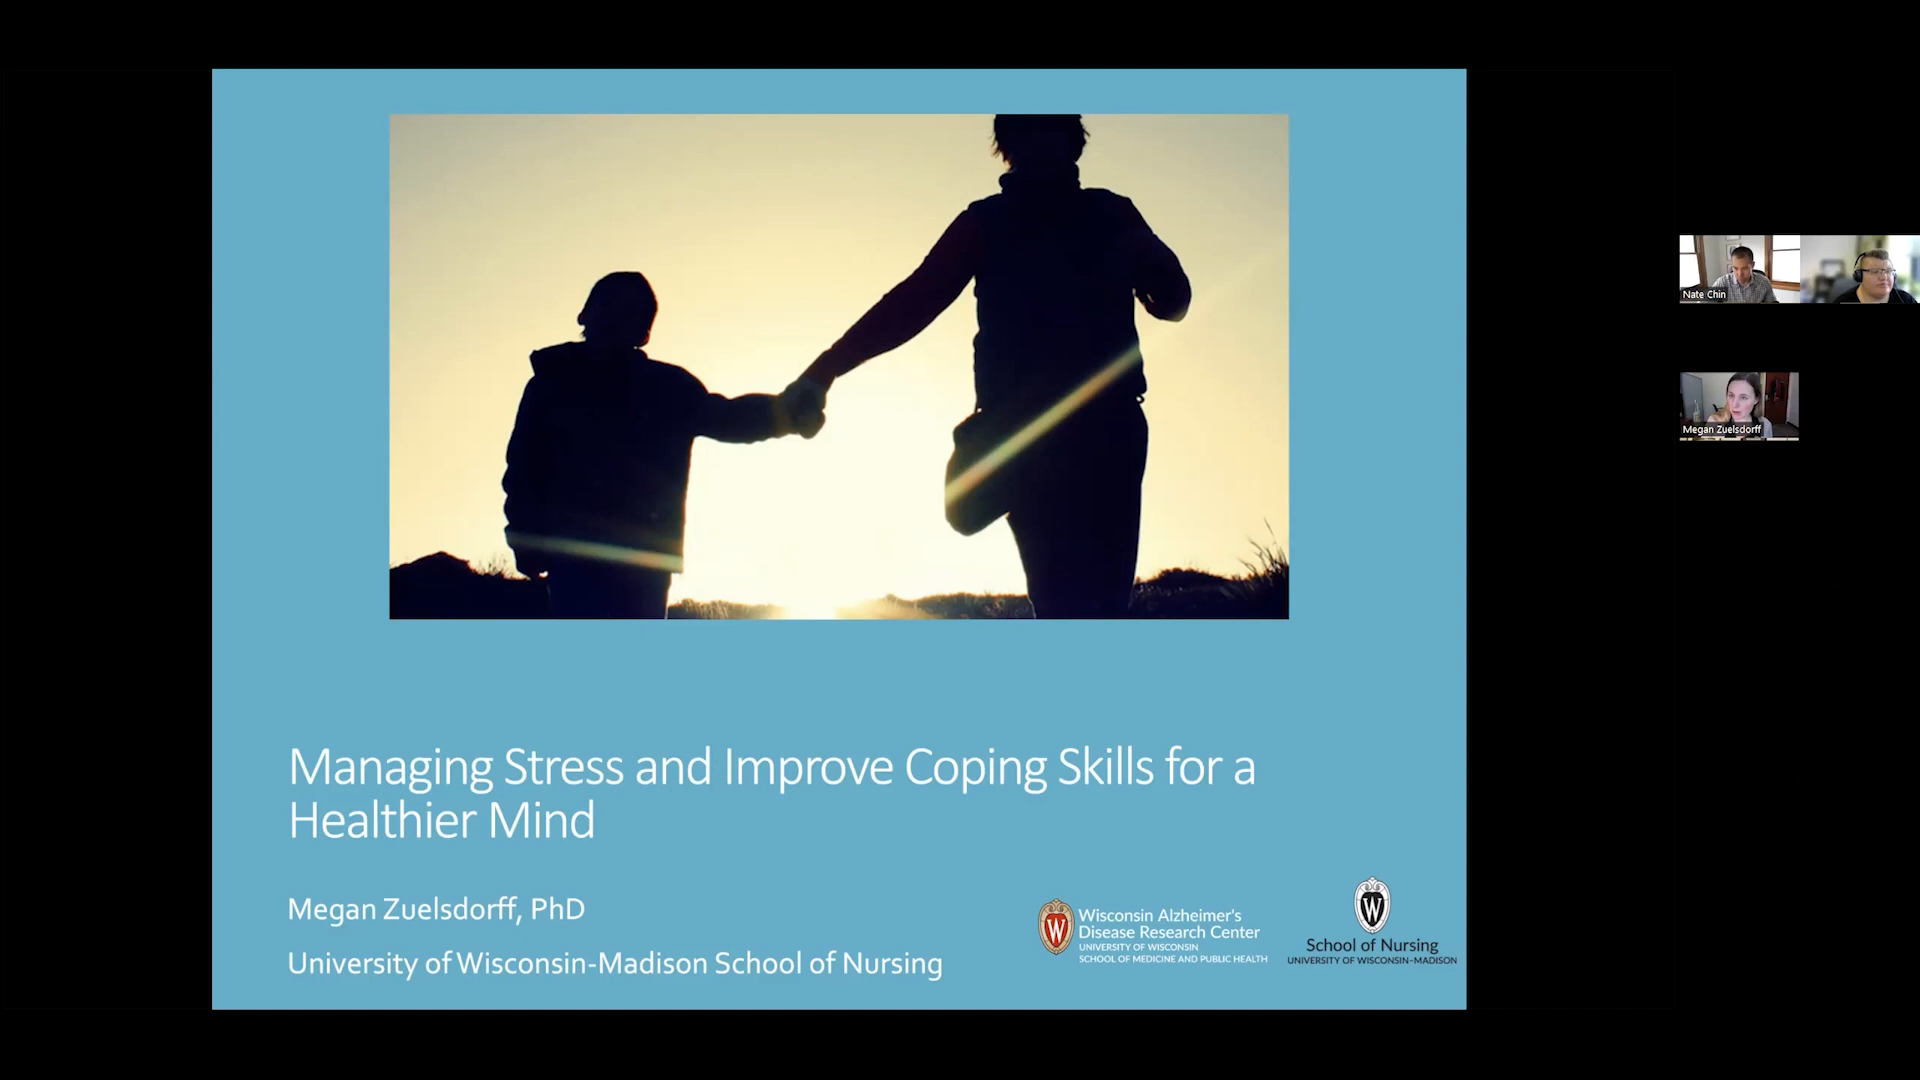 Managing Stress and Improve Coping Skills for a
Healthier Mind
Megan Zuelsdorff, PhD
University of Wisconsin-Madison School of Nursing
W
Wisconsin Alzheimer's
Disease Research Center
UNIVERSITY OF WISCONSIN
SCHOOL OF MEDICINE AND PUBLIC HEALTH
W
School of Nursing
UNIVERSITY OF WISCONSIN–MADISON
Nate Chin
Megan Zuelsdorff